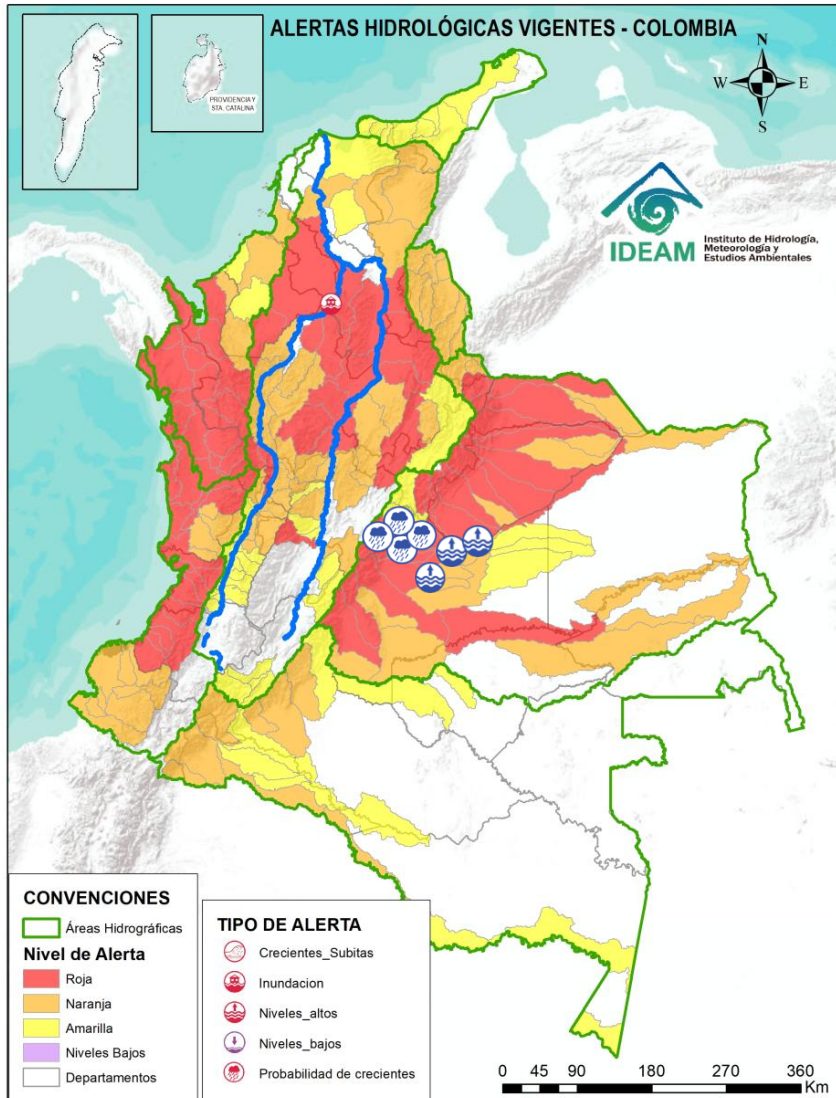 ALERTAS HIDROLÓGICAS VIGENTES - COLOMBIA
PROVIDENCIA Y
STA. CATALINA
N
W
E
S
IDEAM
Instituto de Hidrología,
Meteorología y
Estudios Ambientales
CONVENCIONES
Áreas Hidrográficas
Nivel de Alerta
Roja
Naranja
Amarilla
Niveles Bajos
Departamentos
TIPO DE ALERTA
Crecientes_Subitas
Inundacion
Niveles_altos
Niveles_bajos
Probabilidad de crecientes
0 45 90 180 270 360
Km